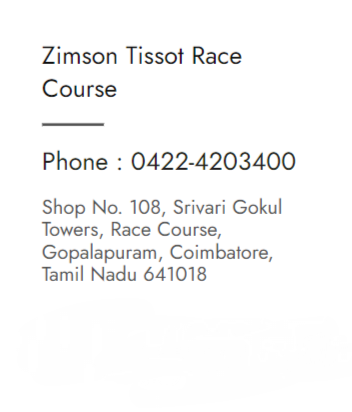 Zimson Tissot Race
Course
Phone : 0422-4203400
Shop No. 108, Srivari Gokul
Towers, Race Course,
Gopalapuram, Coimbatore,
Tamil Nadu 641018